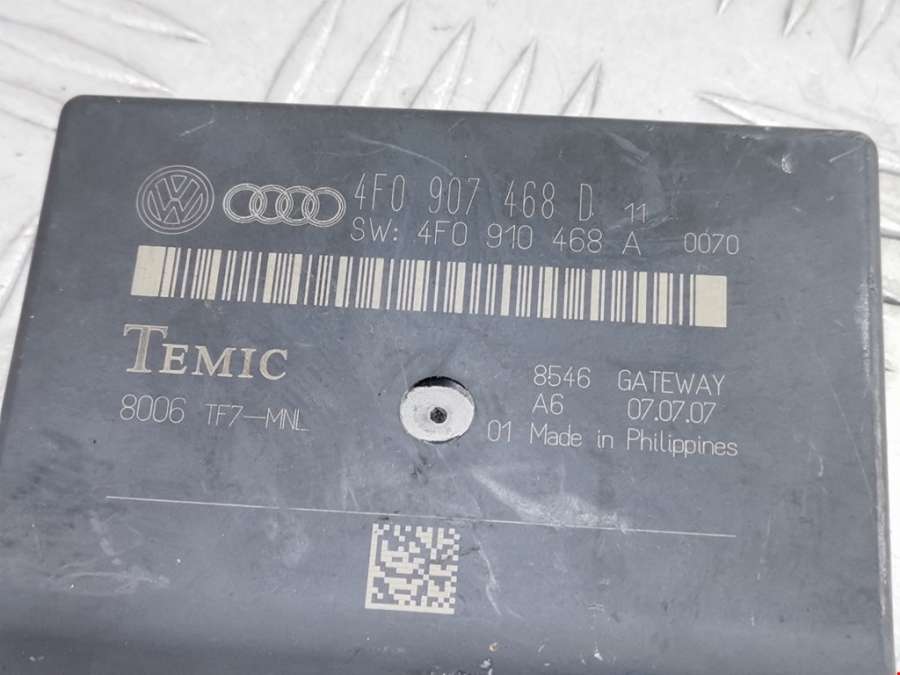 4F0 907 468 D 11
SW: 4F0 910 468 A 0070
TEMIC
8006 TF7-MNL
8546 GATEWAY
A6 07.07.07
01 Made in Philippines